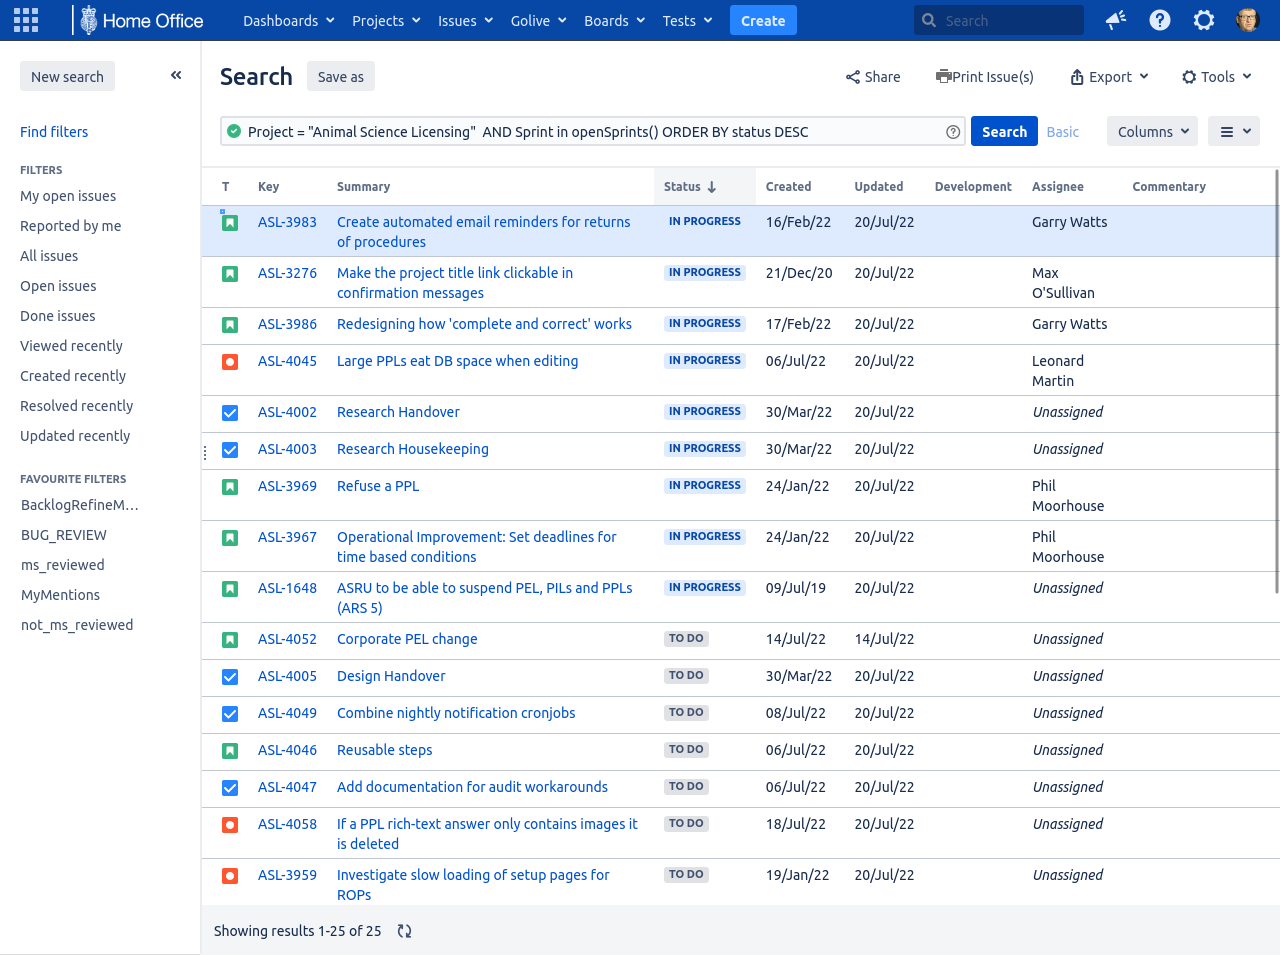 Home Office Dashboards Projects Issues Golive Boards Tests Create Search
New search
Find filters
FILTERS
My open issues
Reported by me
All issues
Open issues
Done issues
Viewed recently
Created recently
Resolved recently
Updated recently
FAVOURITE FILTERS
BacklogRefineM...
BUG_REVIEW
ms_reviewed
MyMentions
not_ms_reviewed
Search Save as Share Print Issue(s) Export Tools
Project = "Animal Science Licensing" AND Sprint in openSprints() ORDER BY status DESC Search Basic Columns
T Key Summary Status Created Updated Development Assignee Commentary
ASL-3983 Create automated email reminders for returns IN PROGRESS 16/Feb/22 20/Jul/22 Garry Watts
of procedures
ASL-3276 Make the project title link clickable in IN PROGRESS 21/Dec/20 20/Jul/22 Max
confirmation messages O'Sullivan
ASL-3986 Redesigning how 'complete and correct' works IN PROGRESS 17/Feb/22 20/Jul/22 Garry Watts
ASL-4045 Large PPLs eat DB space when editing IN PROGRESS 06/Jul/22 20/Jul/22 Leonard
Martin
ASL-4002 Research Handover IN PROGRESS 30/Mar/22 20/Jul/22 Unassigned
ASL-4003 Research Housekeeping IN PROGRESS 30/Mar/22 20/Jul/22 Unassigned
ASL-3969 Refuse a PPL IN PROGRESS 24/Jan/22 20/Jul/22 Phil
Moorhouse
ASL-3967 Operational Improvement: Set deadlines for IN PROGRESS 24/Jan/22 20/Jul/22 Phil
time based conditions Moorhouse
ASL-1648 ASRU to be able to suspend PEL, PILs and PPLs IN PROGRESS 09/Jul/19 20/Jul/22 Unassigned
(ARS 5)
ASL-4052 Corporate PEL change TO DO 14/Jul/22 14/Jul/22 Unassigned
ASL-4005 Design Handover TO DO 30/Mar/22 20/Jul/22 Unassigned
ASL-4049 Combine nightly notification cronjobs TO DO 08/Jul/22 20/Jul/22 Unassigned
ASL-4046 Reusable steps TO DO 06/Jul/22 20/Jul/22 Unassigned
ASL-4047 Add documentation for audit workarounds TO DO 06/Jul/22 20/Jul/22 Unassigned
ASL-4058 If a PPL rich-text answer only contains images it TO DO 18/Jul/22 20/Jul/22 Unassigned
is deleted
ASL-3959 Investigate slow loading of setup pages for TO DO 19/Jan/22 20/Jul/22 Unassigned
ROPs
Showing results 1-25 of 25